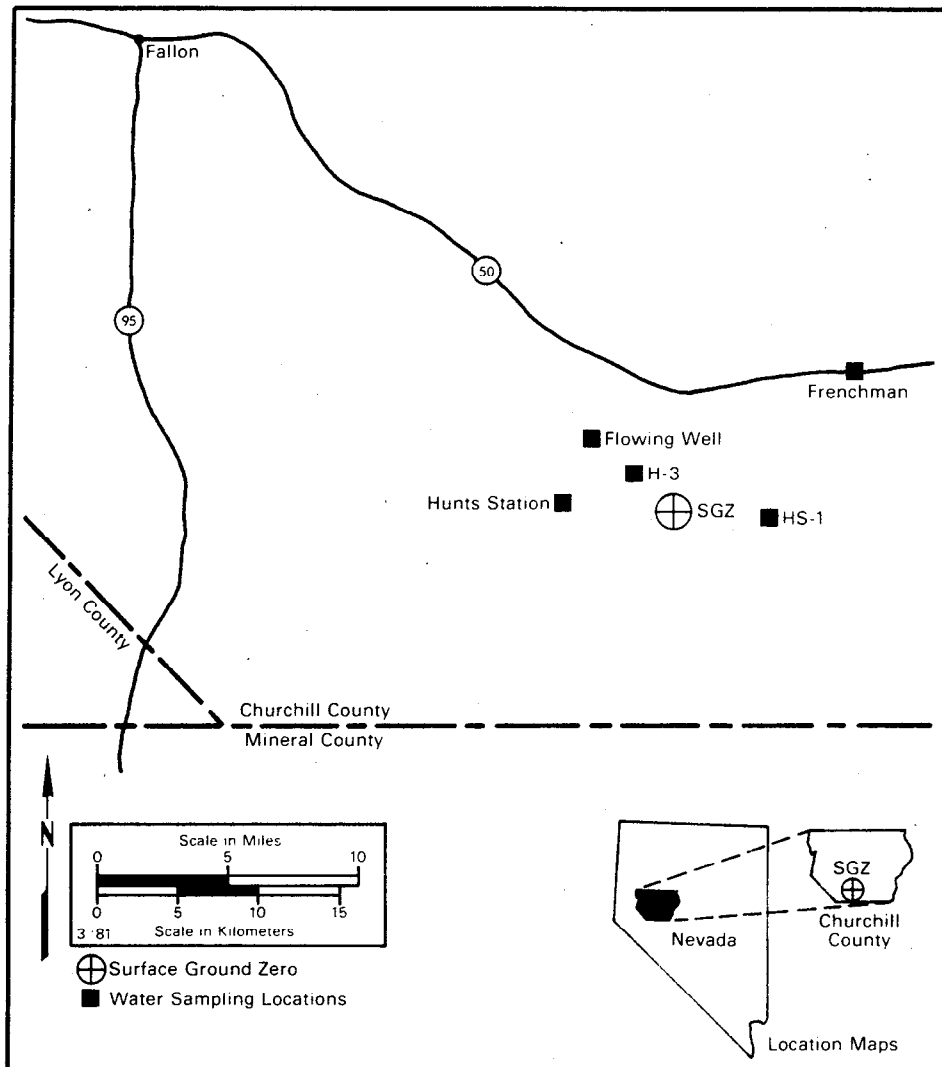 Fallon
50
95
Frenchman
Flowing Well
H-3
Hunts Station
SGZ
HS-1
Lyon County
Churchill County
Mineral County
N
Scale in Miles
0 5 10
0 5 10 15
3 81 Scale in Kilometers
Surface Ground Zero
Water Sampling Locations
SGZ
Nevada
Churchill
County
Location Maps